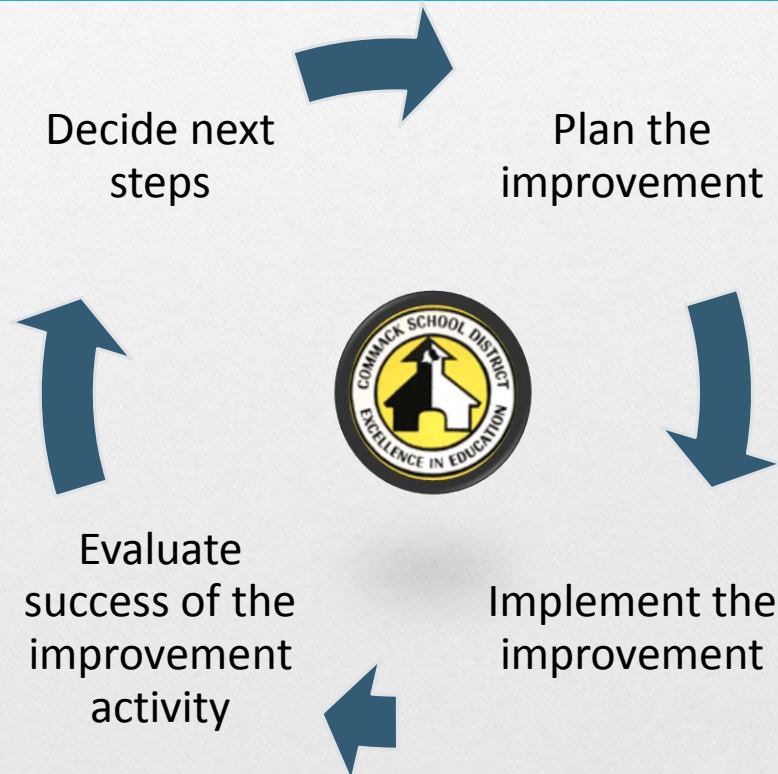 Decide next
steps
Plan the
improvement
COMMACK SCHOOL DISTRICT
EXCELLENCE IN EDUCATION
Evaluate
success of the
improvement
activity
Implement the
improvement